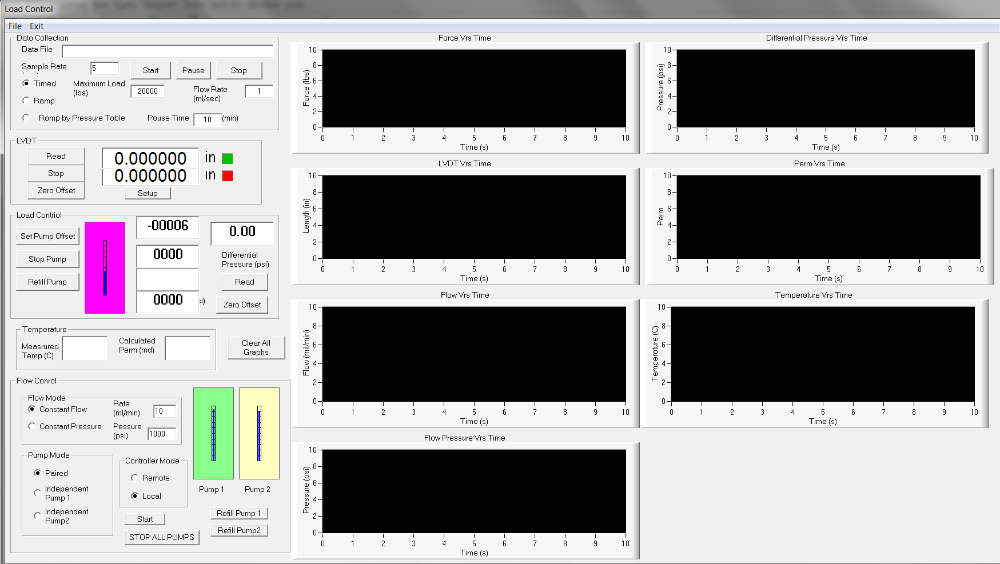 Load Control
File Exit
Data Collection
Data File
Sample Rate
5
Start
Pause
Stop
Timed
Maximum Load
(lbs)
20000
Flow Rate
(ml/sec)
1
Ramp
Ramp by Pressure Table
Pause Time
10
(min)
LVDT
Read
Stop
Zero Offset
0.000000 in
0.000000 in
Setup
Load Contriol
Set Pump Offset
Stop Pump
Refill Pump
-00006
0000
0000
si)
0.00
Differential
Pressure (psi)
Read
Zero Offset
Temperature
Measrured
Temp (C)
Calculated
Perm (md)
Clear All
Graphs
Flow Conrol
Flow Mode
Constant Flow
Rate
(ml/min)
10
Constant Pressure
Pessure
(psi)
1000
Pump Mode
Paired
Independent
Pump 1
Independent
Pump2
Controller Mode
Remote
Local
Start
STOP ALL PUMPS
Pump 1
Pump 2
Refill Pump 1
Refill Pump2
Force Vrs Time
Force (lbs)
10
8
6
4
2
0
0 1 2 3 4 5 6 7 8 9 10
Time (s)
Differential Pressure Vrs Time
Pressure (psi)
10
8
6
4
2
0
0 1 2 3 4 5 6 7 8 9 10
Time (s)
LVDT Vrs Time
Length (in)
10
8
6
4
2
0
0 1 2 3 4 5 6 7 8 9 10
Time (s)
Perm Vrs Time
Perm
10
8
6
4
2
0
0 1 2 3 4 5 6 7 8 9 10
Time (s)
Flow Vrs Time
Flow (mil/min)
10
8
6
4
2
0
0 1 2 3 4 5 6 7 8 9 10
Time (s)
Temperature Vrs Time
Temperature (C)
10
8
6
4
2
0
0 1 2 3 4 5 6 7 8 9 10
Time (s)
Flow Pressure Vrs Time
Pressure (psi)
10
8
6
4
2
0
0 1 2 3 4 5 6 7 8 9 10
Time (s)